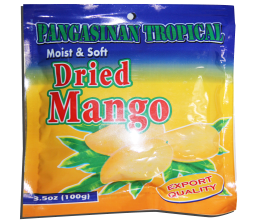 PANGASINAN TROPICAL
Moist & Soft
Dried
Mango
3.5oz (100g)
EXPORT
QUALITY